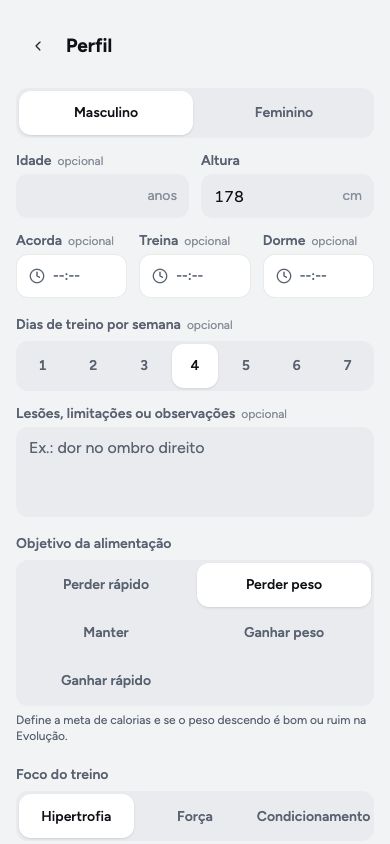 Perfil
Masculino Feminino
Idade opcional Altura
anos 178 cm
Acorda opcional Treina opcional Dorme opcional
--:-- --:-- --:--
Dias de treino por semana opcional
1 2 3 4 5 6 7
Lesões, limitações ou observações opcional
Ex.: dor no ombro direito
Objetivo da alimentação
Perder rápido Perder peso
Manter Ganhar peso
Ganhar rápido
Define a meta de calorias e se o peso descendo é bom ou ruim na
Evolução.
Foco do treino
Hipertrofia Força Condicionamento